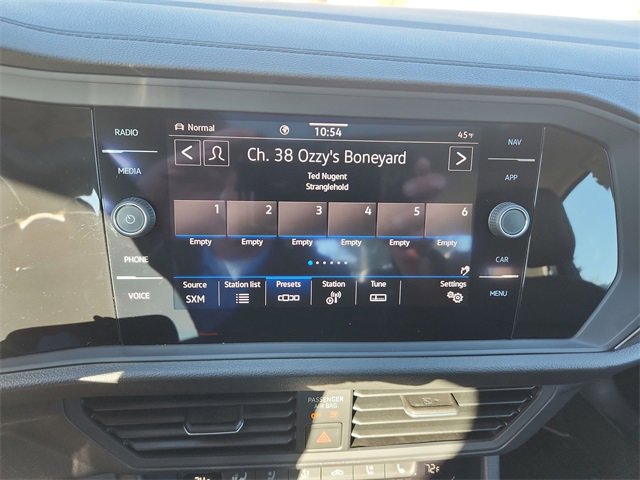 RADIO
MEDIA
PHONE
VOICE
Normal
10:54
45°F
Ch. 38 Ozzy's Boneyard
Ted Nugent
Stranglehold
1 2 3 4 5 6
Empty Empty Empty Empty Empty Empty
Source Station list Presets Station Tune Settings
SXM
NAV
APP
CAR
MENU
PASSENGER
AIR BAG
72°F